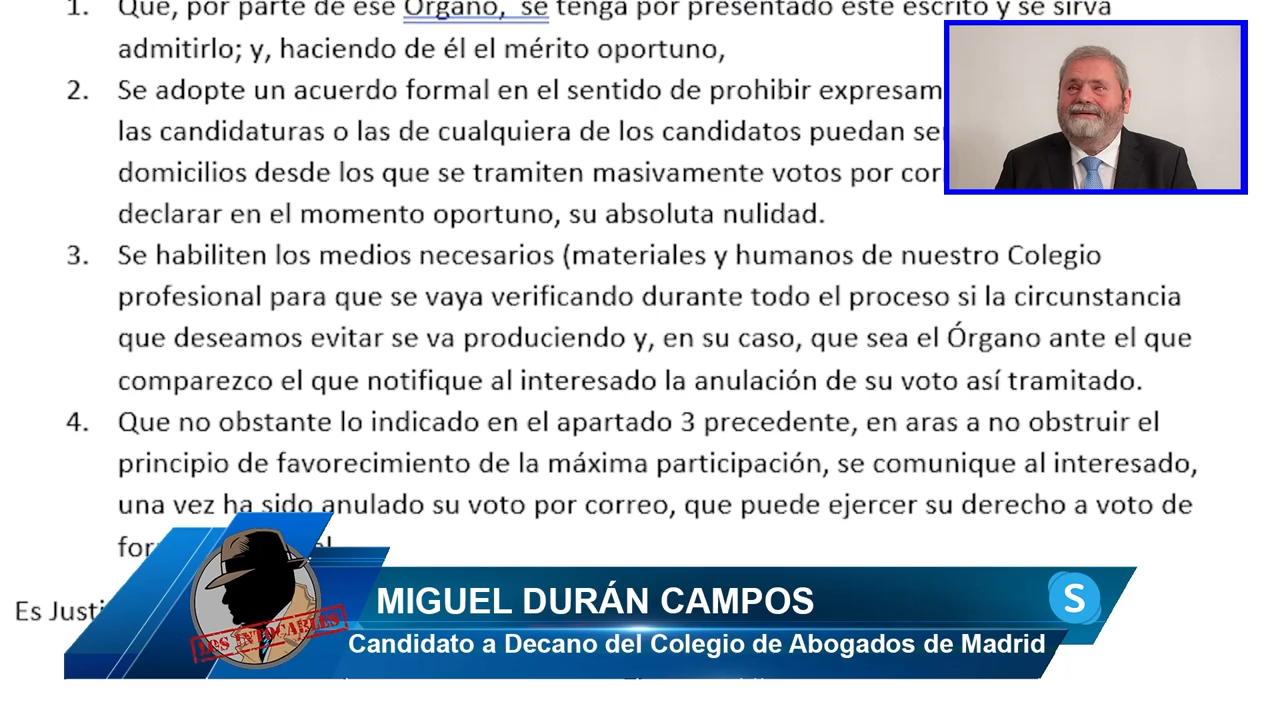 1. Que, por parte de ese Órgano, se tenga por presentado este escrito y se sirva
admitirlo; y, haciendo de él el mérito oportuno,
2. Se adopte un acuerdo formal en el sentido de prohibir expresam
las candidaturas o las de cualquiera de los candidatos puedan se
domicilios desde los que se tramiten masivamente votos por cor
declarar en el momento oportuno, su absoluta nulidad.
3. Se habiliten los medios necesarios (materiales y humanos de nuestro Colegio
profesional para que se vaya verificando durante todo el proceso si la circunstancia
que deseamos evitar se va produciendo y, en su caso, que sea el Órgano ante el que
comparezco el que notifique al interesado la anulación de su voto así tramitado.
4. Que no obstante lo indicado en el apartado 3 precedente, en aras a no obstruir el
principio de favorecimiento de la máxima participación, se comunique al interesado,
una vez ha sido anulado su voto por correo, que puede ejercer su derecho a voto de
for
Es Justi
LOS INTOCABLES
MIGUEL DURÁN CAMPOS
S
Candidato a Decano del Colegio de Abogados de Madrid